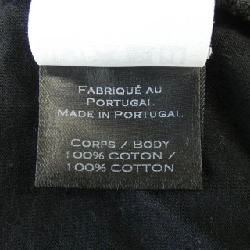 FABRIQUÉ AU
PORTUGAL
MADE IN PORTUGAL
CORPS / BODY
100% COTON /
100% COTTON